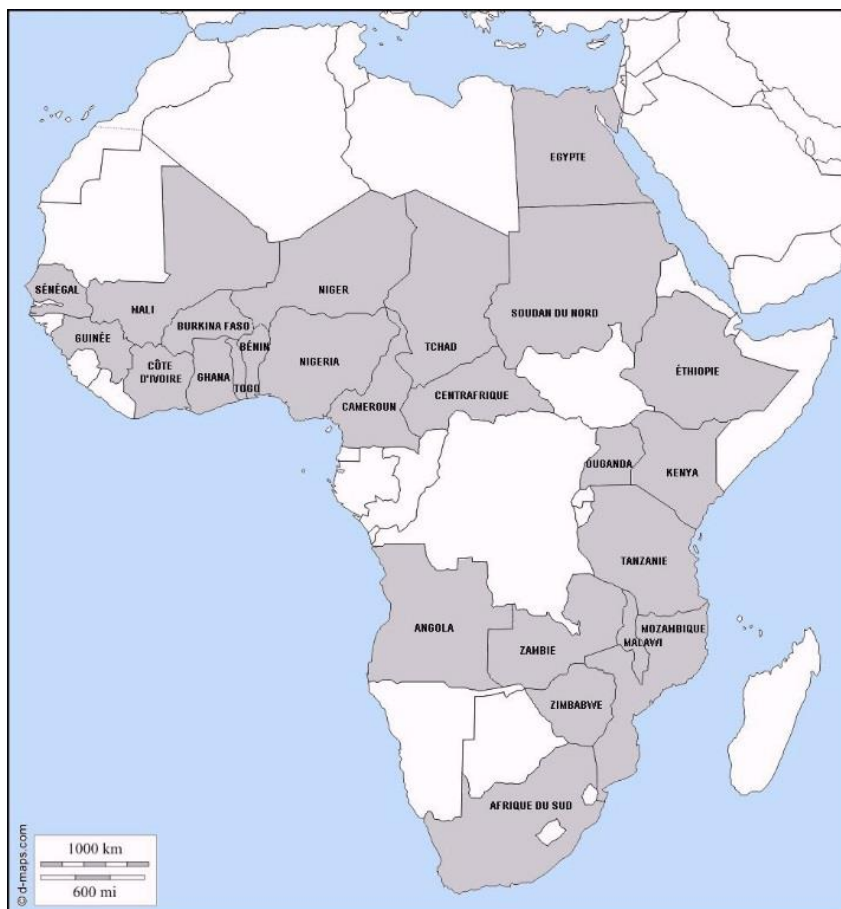 EGYPTE
SÉNÉGAL
MALI
NIGER
SOUDAN DU NORD
BURKINA FASO
TCHAD
GUINÉE
BÉNIN
NIGERIA
CÔTE
D'IVOIRE
GHANA
TOGO
ÉTHIOPIE
CENTRAFRIQUE
CAMEROUN
OUGANDA
KENYA
TANZANIE
ANGOLA
MOZAMBIQUE
MALAWI
ZAMBIE
ZIMBABWE
AFRIQUE DU SUD
© d-maps.com
1000 km
600 mi